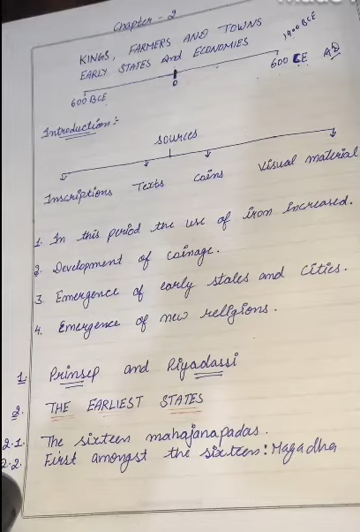 Chapter - 2
KINGS, FARMERS AND TOWNS
EARLY STATES and ECONOMIES
600 BCE
0
600 CE AD
1900 BCE
Introduction:-
sources
Inscriptions Texts Coins Visual material
1. In this period the use of iron increased.
2. Development of coinage.
3. Emergence of early states and cities.
4. Emergence of new religions.
1. Prinsep and Piyadassi
2. THE EARLIEST STATES
2.1. The sixteen mahajanapadas.
2.2. First amongst the sixteen: Magadha